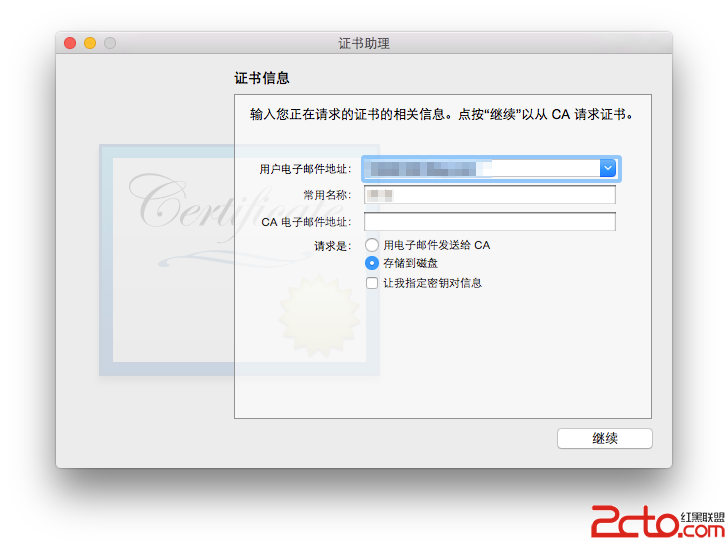 证书助理
证书信息
输入您正在请求的证书的相关信息。点按“继续”以从 CA 请求证书。
用户电子邮件地址：
常用名称：
CA 电子邮件地址：
请求是：
用电子邮件发送给 CA
存储到磁盘
让我指定密钥对信息
Certificate
继续
2cto.com
红黑联盟